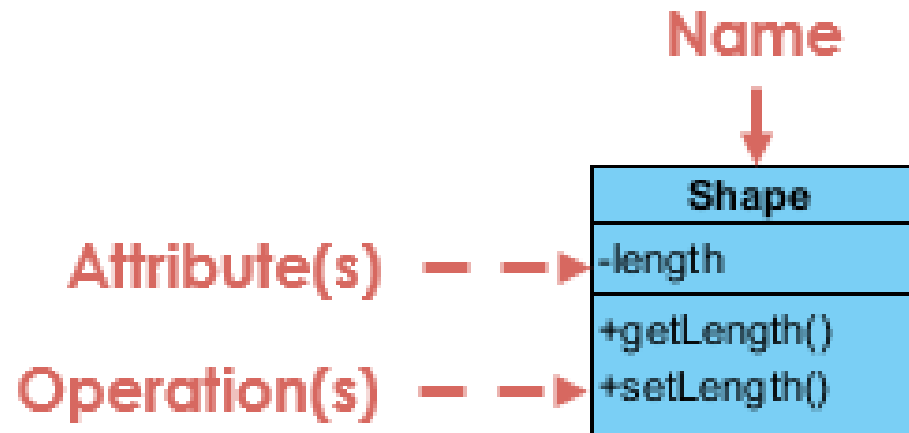 Name
Shape
Attribute(s)
-length
+getLength()
Operation(s)
+setLength()